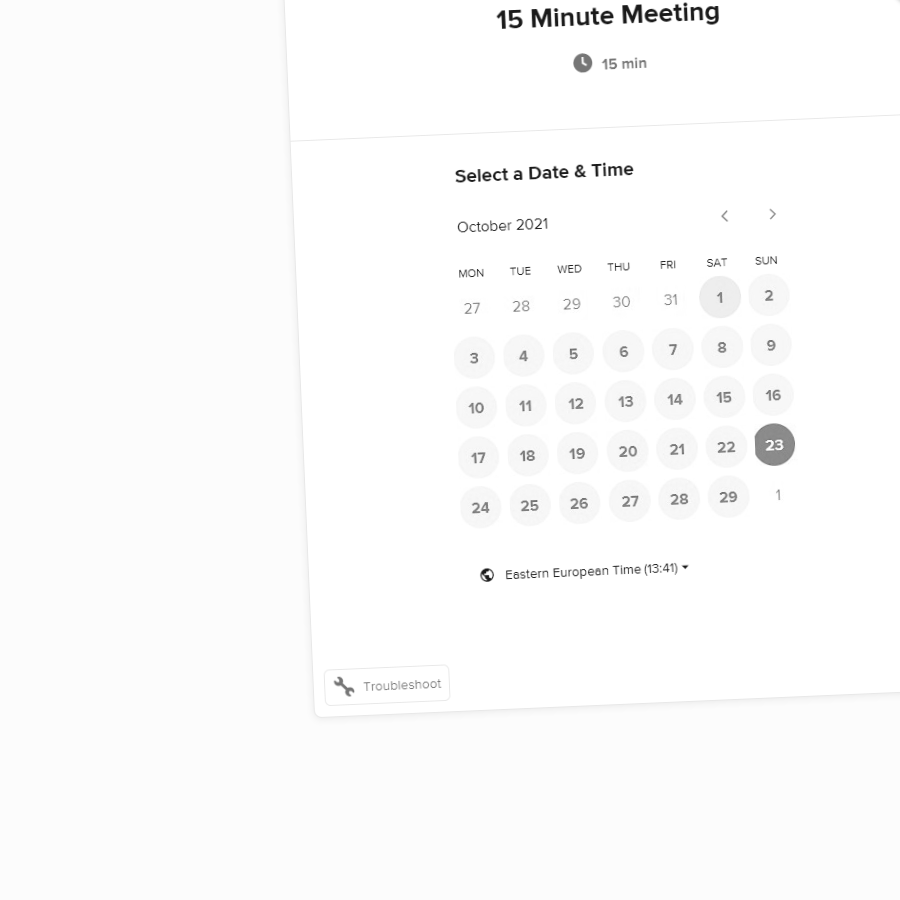 15 Minute Meeting
15 min
Select a Date & Time
October 2021
MON TUE WED THU FRI SAT SUN
27 28 29 30 31 1 2
3 4 5 6 7 8 9
10 11 12 13 14 15 16
17 18 19 20 21 22 23
24 25 26 27 28 29 1
Eastern European Time (13:41)
Troubleshoot